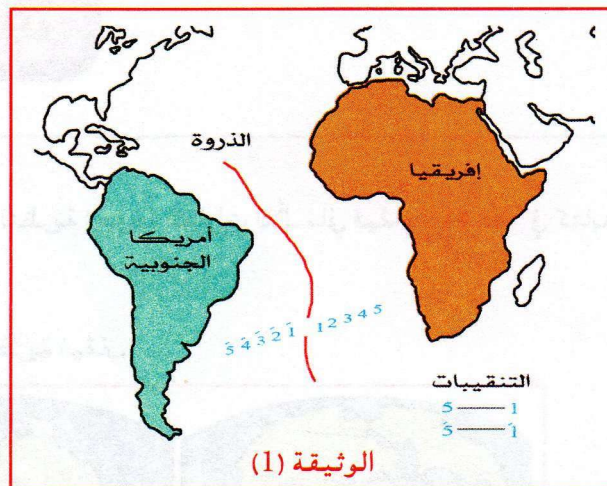 الذروة
إفريقيا
أمريكا
الجنوبية
5́ 4́ 3́ 2́ 1́ 1 2 3 4 5
التنقيبات
5 —— 1
5́ —— 1́
الوثيقة (1)